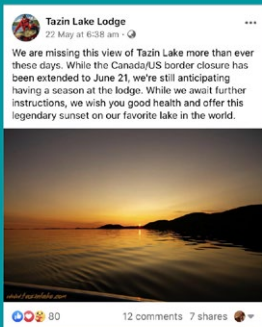 Tazin Lake Lodge
22 May at 6:38 am ·
We are missing this view of Tazin Lake more than ever
these days. While the Canada/US border closure has
been extended to June 21, we're still anticipating
having a season at the lodge. While we await further
instructions, we wish you good health and offer this
legendary sunset on our favorite lake in the world.
www.tazinlake.com
80
12 comments 7 shares